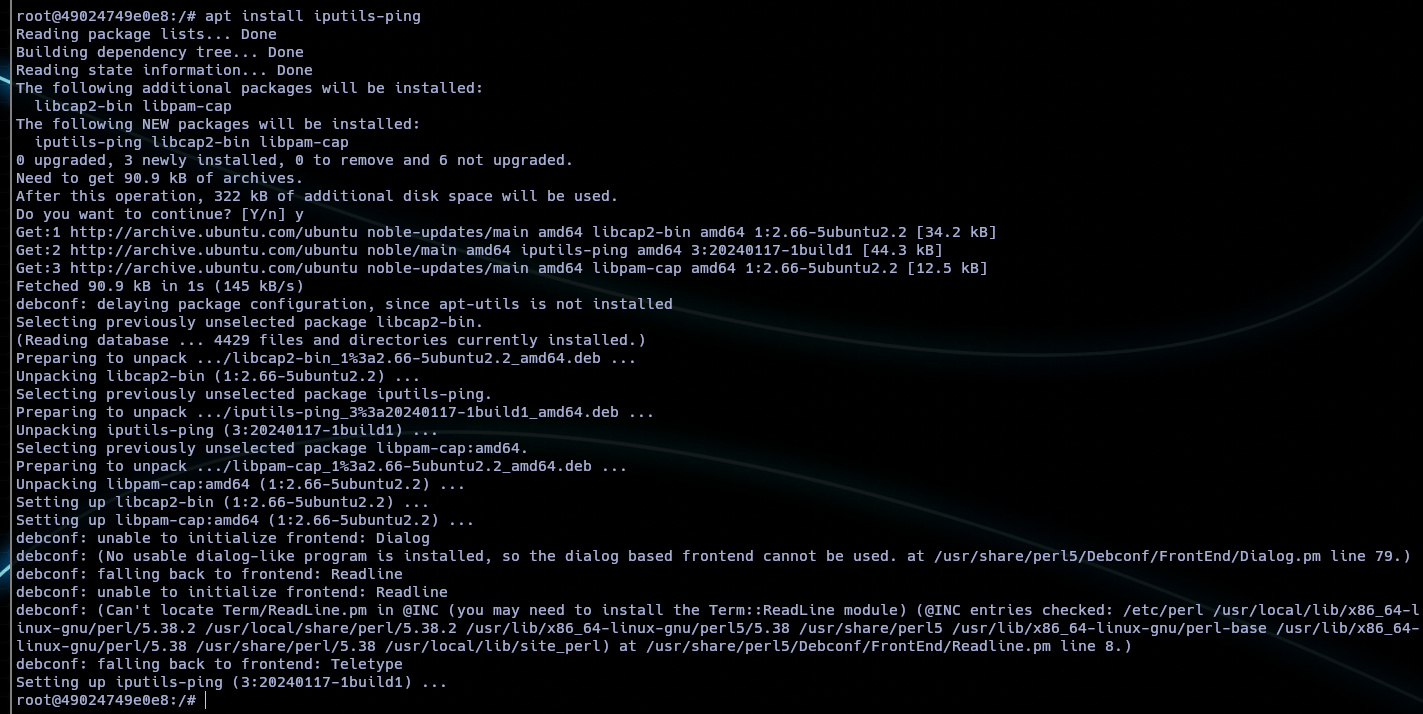 root@49024749e0e8:/# apt install iputils-ping
Reading package lists... Done
Building dependency tree... Done
Reading state information... Done
The following additional packages will be installed:
  libcap2-bin libpam-cap
The following NEW packages will be installed:
  iputils-ping libcap2-bin libpam-cap
0 upgraded, 3 newly installed, 0 to remove and 6 not upgraded.
Need to get 90.9 kB of archives.
After this operation, 322 kB of additional disk space will be used.
Do you want to continue? [Y/n] y
Get:1 http://archive.ubuntu.com/ubuntu noble-updates/main amd64 libcap2-bin amd64 1:2.66-5ubuntu2.2 [34.2 kB]
Get:2 http://archive.ubuntu.com/ubuntu noble/main amd64 iputils-ping amd64 3:20240117-1build1 [44.3 kB]
Get:3 http://archive.ubuntu.com/ubuntu noble-updates/main amd64 libpam-cap amd64 1:2.66-5ubuntu2.2 [12.5 kB]
Fetched 90.9 kB in 1s (145 kB/s)
debconf: delaying package configuration, since apt-utils is not installed
Selecting previously unselected package libcap2-bin.
(Reading database ... 4429 files and directories currently installed.)
Preparing to unpack .../libcap2-bin_1%3a2.66-5ubuntu2.2_amd64.deb ...
Unpacking libcap2-bin (1:2.66-5ubuntu2.2) ...
Selecting previously unselected package iputils-ping.
Preparing to unpack .../iputils-ping_3%3a20240117-1build1_amd64.deb ...
Unpacking iputils-ping (3:20240117-1build1) ...
Selecting previously unselected package libpam-cap:amd64.
Preparing to unpack .../libpam-cap_1%3a2.66-5ubuntu2.2_amd64.deb ...
Unpacking libpam-cap:amd64 (1:2.66-5ubuntu2.2) ...
Setting up libcap2-bin (1:2.66-5ubuntu2.2) ...
Setting up libpam-cap:amd64 (1:2.66-5ubuntu2.2) ...
debconf: unable to initialize frontend: Dialog
debconf: (No usable dialog-like program is installed, so the dialog based frontend cannot be used. at /usr/share/perl5/Debconf/FrontEnd/Dialog.pm line 79.)
debconf: falling back to frontend: Readline
debconf: unable to initialize frontend: Readline
debconf: (Can't locate Term/ReadLine.pm in @INC (you may need to install the Term::ReadLine module) (@INC entries checked: /etc/perl /usr/local/lib/x86_64-l
inux-gnu/perl/5.38.2 /usr/local/share/perl/5.38.2 /usr/lib/x86_64-linux-gnu/perl5/5.38 /usr/share/perl5 /usr/lib/x86_64-linux-gnu/perl-base /usr/lib/x86_64-
linux-gnu/perl/5.38 /usr/share/perl/5.38 /usr/local/lib/site_perl) at /usr/share/perl5/Debconf/FrontEnd/Readline.pm line 8.)
debconf: falling back to frontend: Teletype
Setting up iputils-ping (3:20240117-1build1) ...
root@49024749e0e8:/#